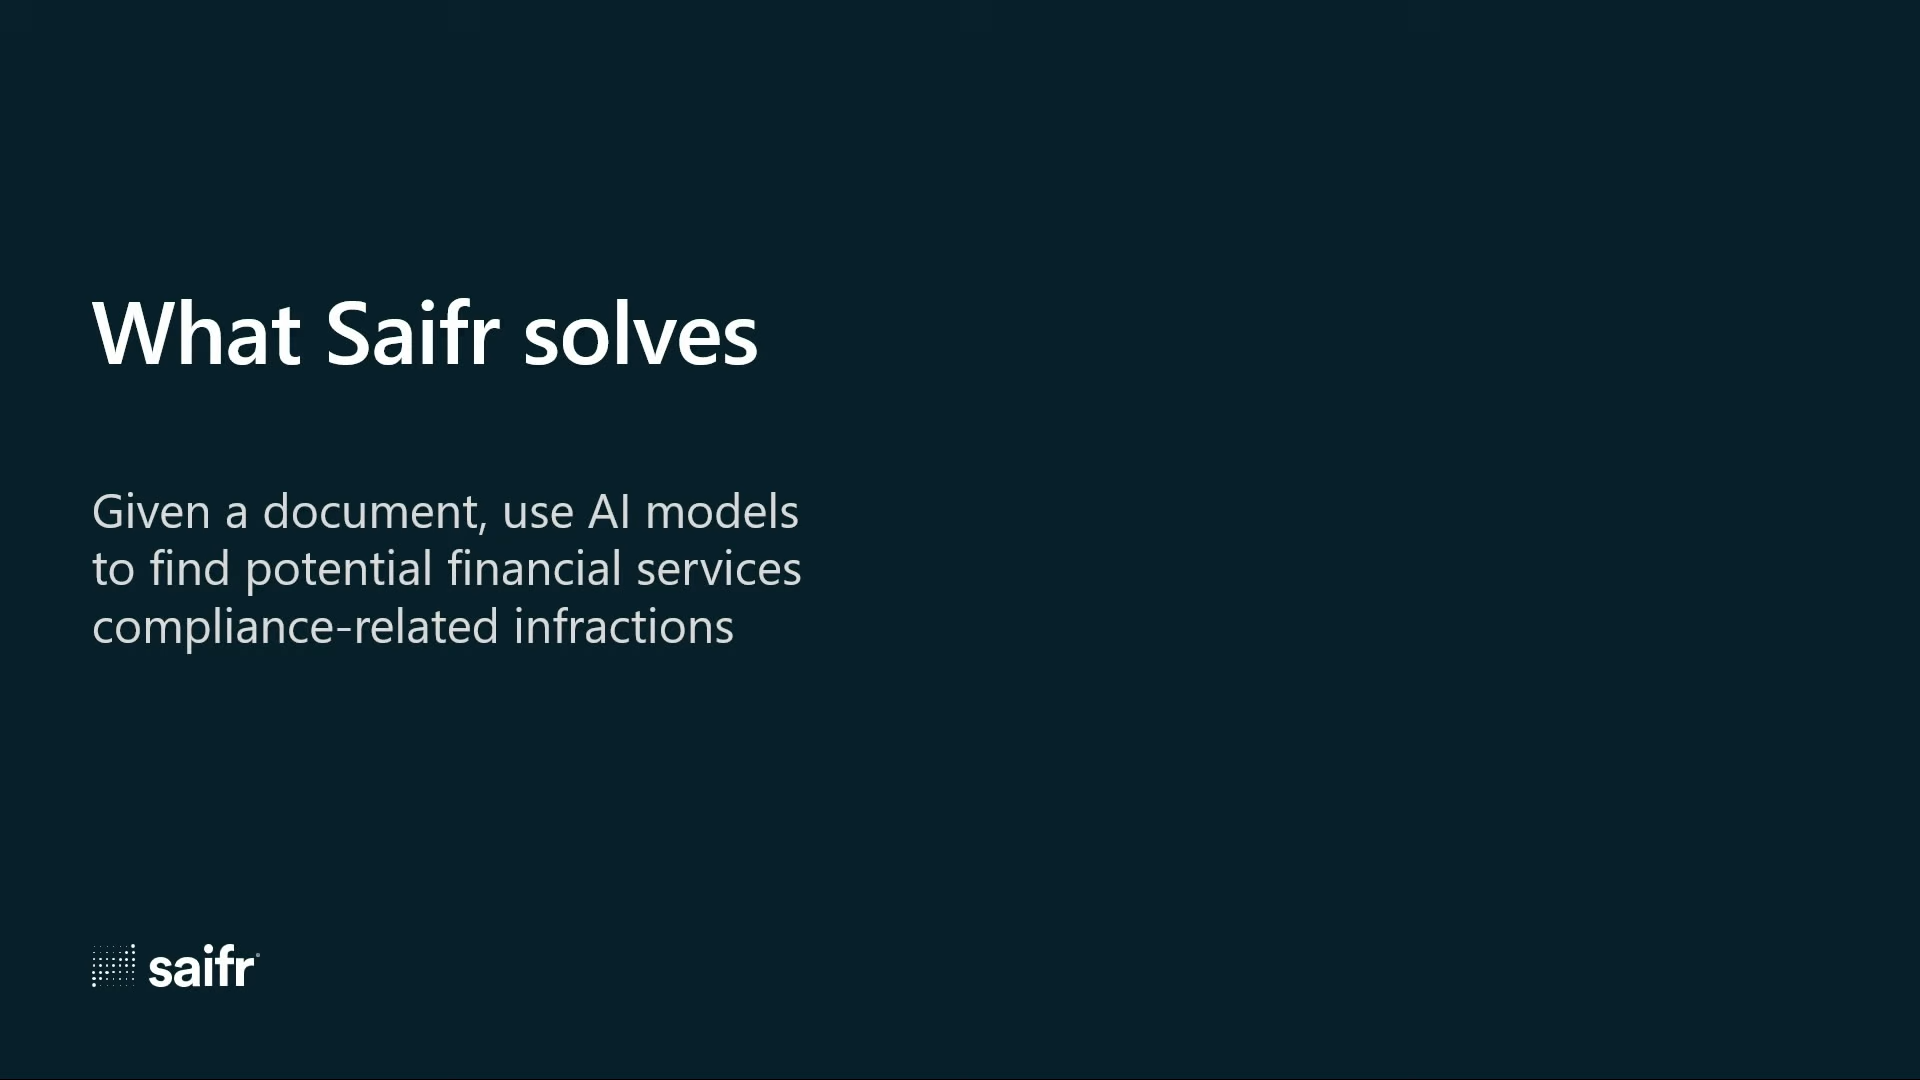 What Saifr solves
Given a document, use AI models
to find potential financial services
compliance-related infractions
saifr